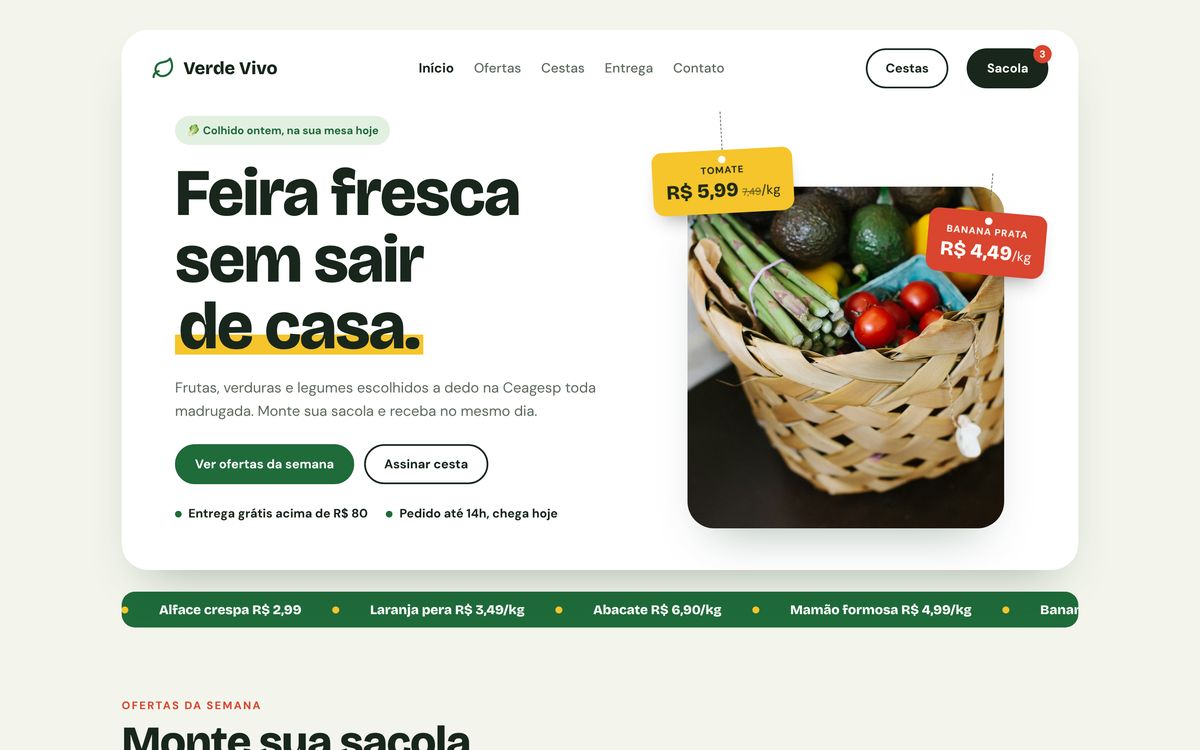 Verde Vivo
Início Ofertas Cestas Entrega Contato
Cestas
Sacola
3
Colhido ontem, na sua mesa hoje
Feira fresca
sem sair
de casa.
Frutas, verduras e legumes escolhidos a dedo na Ceagesp toda
madrugada. Monte sua sacola e receba no mesmo dia.
Ver ofertas da semana
Assinar cesta
Entrega grátis acima de R$ 80
Pedido até 14h, chega hoje
TOMATE
R$ 5,99 7,49/kg
BANANA PRATA
R$ 4,49/kg
Alface crespa R$ 2,99 Laranja pera R$ 3,49/kg Abacate R$ 6,90/kg Mamão formosa R$ 4,99/kg Banan
OFERTAS DA SEMANA
Monte sua sacola